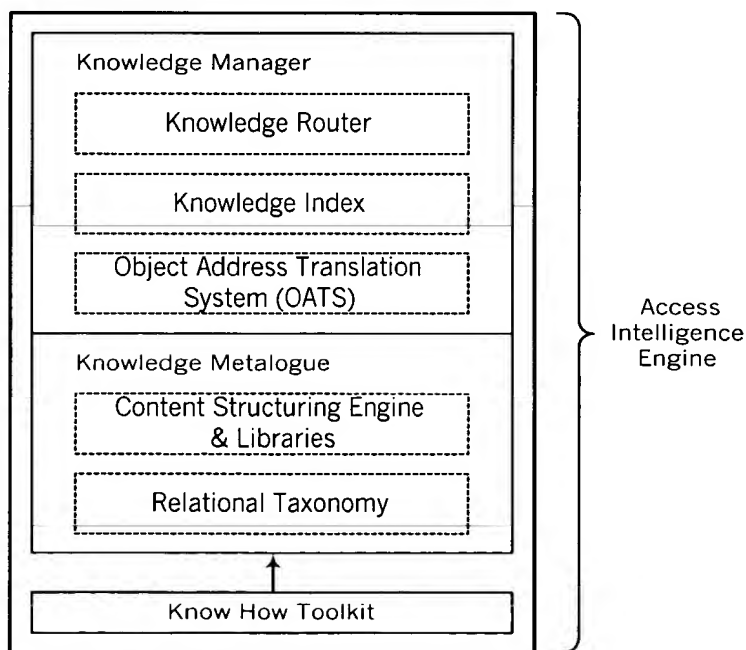 Knowledge Manager
Knowledge Router
Knowledge Index
Object Address Translation
System (OATS)
Knowledge Metalogue
Content Structuring Engine
& Libraries
Relational Taxonomy
Know How Toolkit
Access
Intelligence
Engine